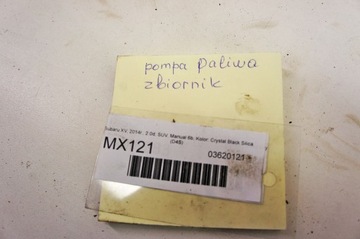 pompa Paliwa
zbiornik
Subaru XV, 2014r., 2.0d; SUV; Manual 6b. Kolor: Crystal Black Silica
(D4S)
MX121
03620121